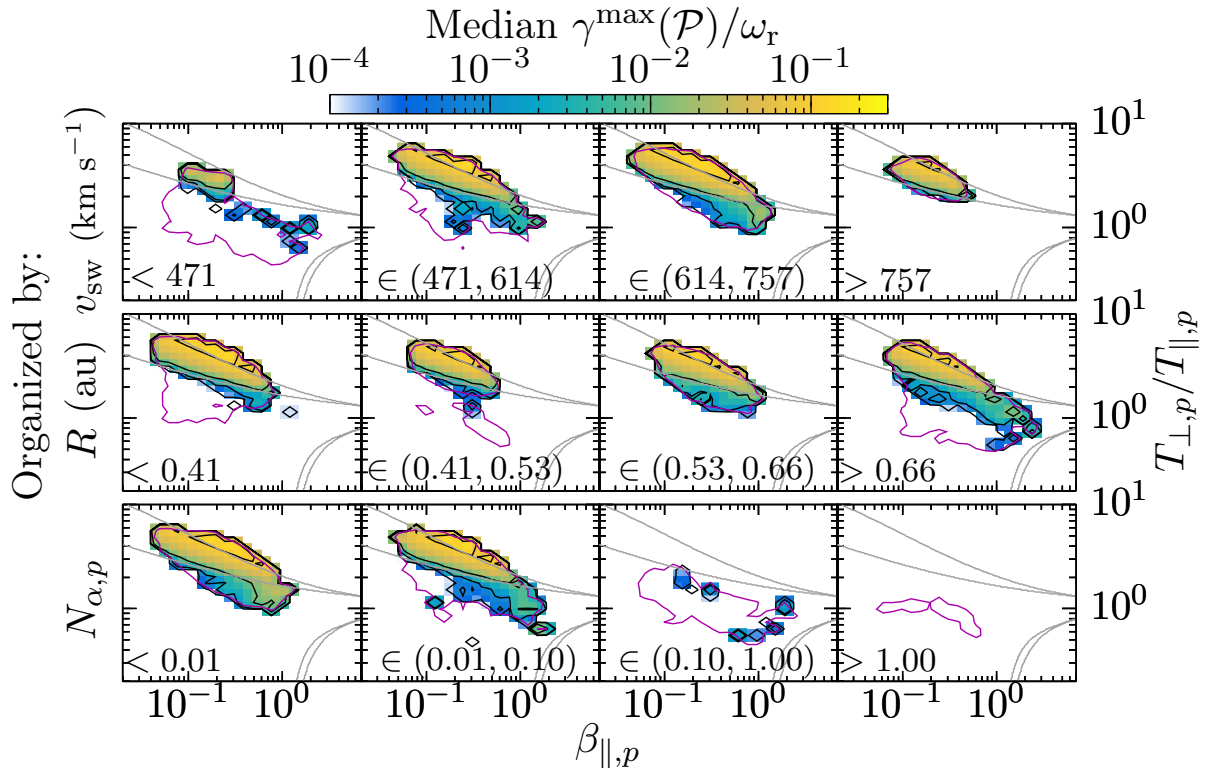 Median γ^max(𝒫)/ω_r
10^−4 10^−3 10^−2 10^−1
Organized by:
v_sw (km s^−1)
< 471 ∈ (471, 614) ∈ (614, 757) > 757
10^1
10^0
R (au)
< 0.41 ∈ (0.41, 0.53) ∈ (0.53, 0.66) > 0.66
10^1
10^0
N_α,p
< 0.01 ∈ (0.01, 0.10) ∈ (0.10, 1.00) > 1.00
10^1
10^0
T_⊥,p/T_∥,p
10^−1 10^0 10^−1 10^0 10^−1 10^0 10^−1 10^0
β_∥,p